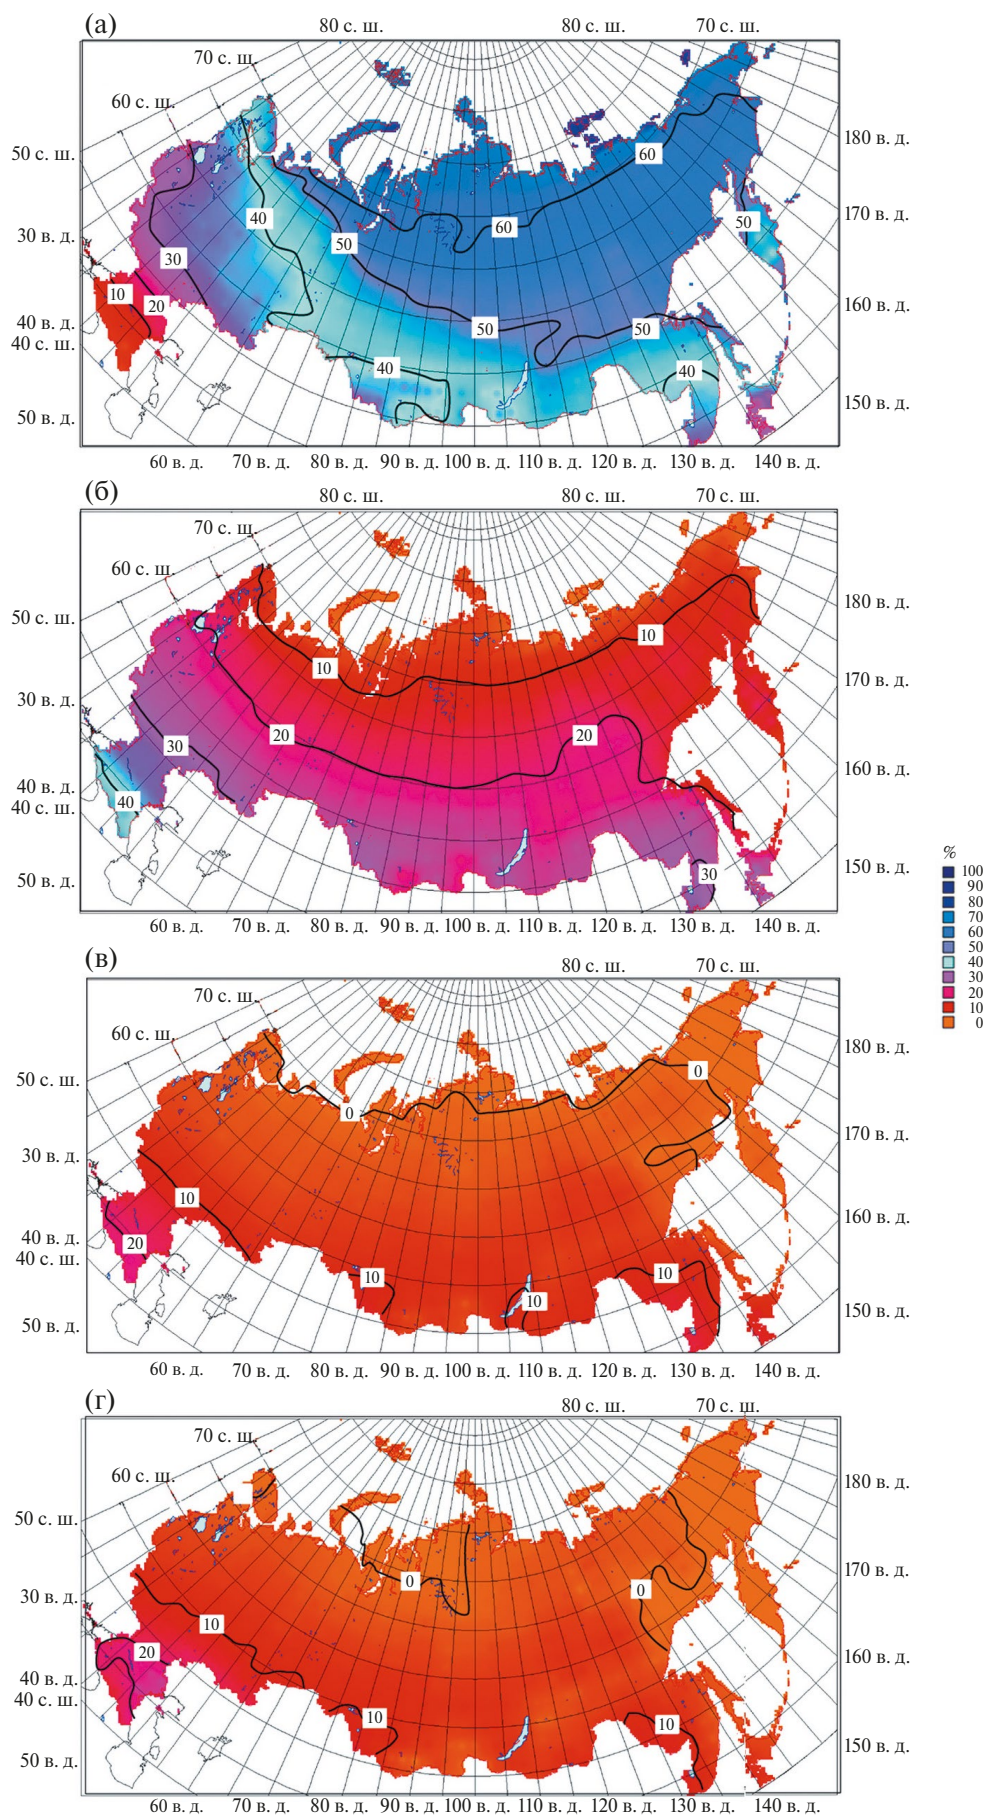 (а)
80 с. ш.
80 с. ш.
70 с. ш.
70 с. ш.
60 с. ш.
50 с. ш.
180 в. д.
60
40
50
60
50
170 в. д.
30 в. д.
30
10
20
160 в. д.
40 в. д.
50
50
40 с. ш.
40
40
150 в. д.
50 в. д.
60 в. д.
70 в. д.
80 в. д.
90 в. д.
100 в. д.
110 в. д.
120 в. д.
130 в. д.
140 в. д.
(б)
80 с. ш.
80 с. ш.
70 с. ш.
70 с. ш.
60 с. ш.
50 с. ш.
180 в. д.
10
10
170 в. д.
30 в. д.
20
20
30
160 в. д.
40 в. д.
40
40 с. ш.
150 в. д.
30
50 в. д.
60 в. д.
70 в. д.
80 в. д.
90 в. д.
100 в. д.
110 в. д.
120 в. д.
130 в. д.
140 в. д.
%
100
90
80
70
60
50
40
30
20
10
0
(в)
80 с. ш.
70 с. ш.
70 с. ш.
60 с. ш.
50 с. ш.
180 в. д.
0
0
170 в. д.
30 в. д.
10
160 в. д.
40 в. д.
20
40 с. ш.
10
10
10
150 в. д.
50 в. д.
60 в. д.
70 в. д.
80 в. д.
90 в. д.
100 в. д.
110 в. д.
120 в. д.
130 в. д.
140 в. д.
(г)
80 с. ш.
70 с. ш.
70 с. ш.
60 с. ш.
50 с. ш.
180 в. д.
170 в. д.
0
0
30 в. д.
10
20
160 в. д.
40 в. д.
40 с. ш.
10
10
150 в. д.
50 в. д.
60 в. д.
70 в. д.
80 в. д.
90 в. д.
100 в. д.
110 в. д.
120 в. д.
130 в. д.
140 в. д.